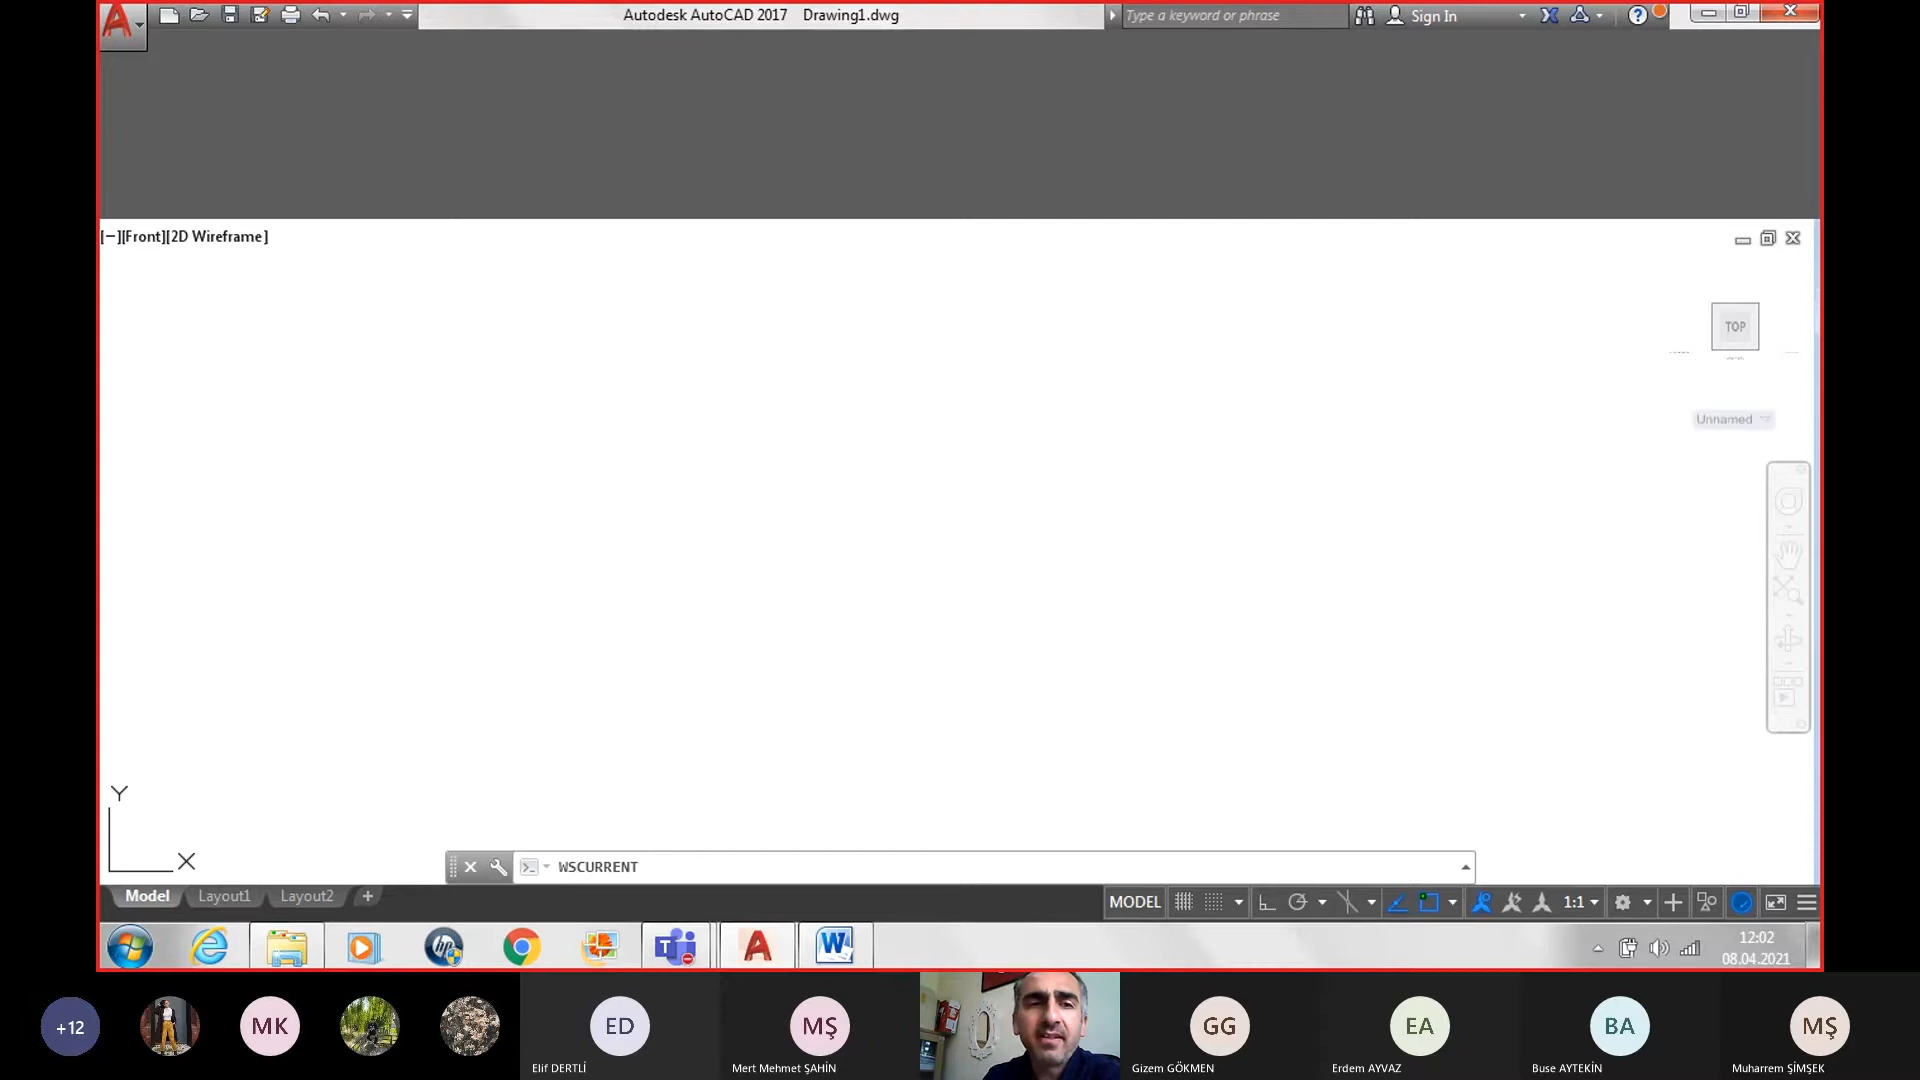 Autodesk AutoCAD 2017 Drawing1.dwg
Type a keyword or phrase
Sign In
[−][Front][2D Wireframe]
TOP
Unnamed
Y
X
WSCURRENT
Model Layout1 Layout2 +
MODEL 1:1
12:02
08.04.2021
+12
MK
ED
MŞ
GG
EA
BA
MŞ
Elif DERTLİ
Mert Mehmet ŞAHİN
Gizem GÖKMEN
Erdem AYVAZ
Buse AYTEKİN
Muharrem ŞİMŞEK